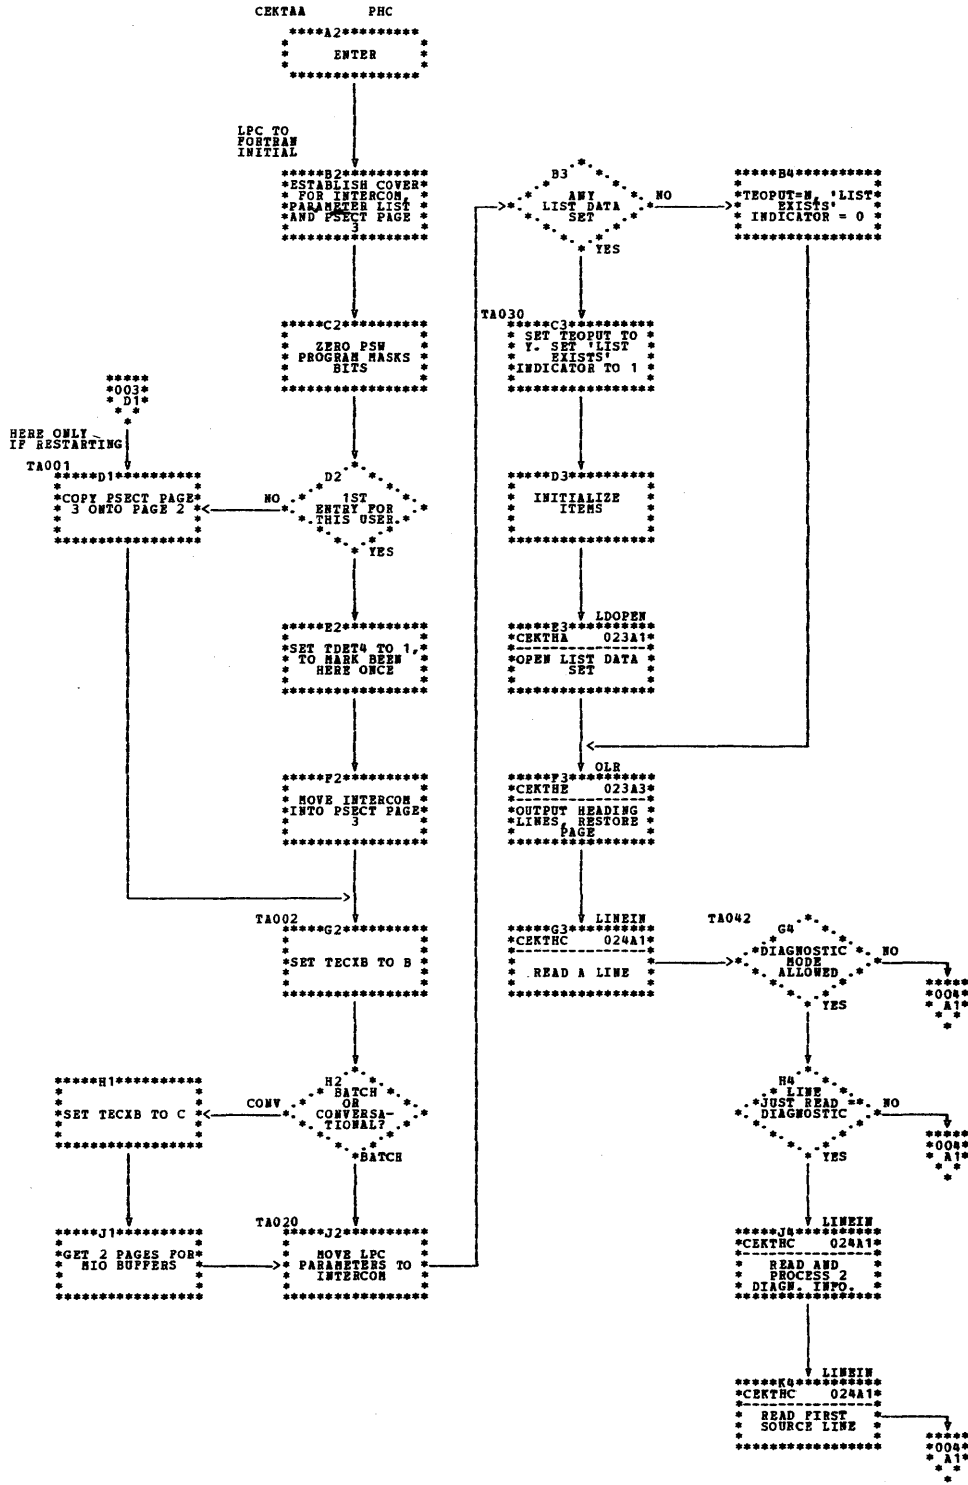 CEKTAA PHC
A2
ENTER
LPC TO
FORTRAN
INITIAL
B2
ESTABLISH COVER
FOR INTERCOM,
PARAMETER LIST
AND PSECT PAGE
3
C2
ZERO PSW
PROGRAM MASKS
BITS
003
D1
HERE ONLY
IF RESTARTING
TA001
D1
COPY PSECT PAGE
3 ONTO PAGE 2
D2
1ST
ENTRY FOR
THIS USER
NO
YES
E2
SET TDET4 TO 1,
TO MARK BEEN
HERE ONCE
F2
MOVE INTERCOM
INTO PSECT PAGE
3
TA002
G2
SET TECXB TO B
H2
BATCH
OR
CONVERSA-
TIONAL?
CONV
BATCH
H1
SET TECXB TO C
J1
GET 2 PAGES FOR
MIO BUFFERS
TA020
J2
MOVE LPC
PARAMETERS TO
INTERCOM
B3
ANY
LIST DATA
SET
NO
YES
B4
TEOPUT=N, 'LIST
EXISTS'
INDICATOR = 0
TA030
C3
SET TEOPUT TO
Y. SET 'LIST
EXISTS'
INDICATOR TO 1
D3
INITIALIZE
ITEMS
LDOPEN
E3
CEKTHA 023A1
OPEN LIST DATA
SET
OLR
F3
CEKTHE 023A3
OUTPUT HEADING
LINES, RESTORE
PAGE
LINEIN
G3
CEKTHC 024A1
READ A LINE
TA042
G4
DIAGNOSTIC
MODE
ALLOWED
NO
YES
004
A1
H4
LINE
JUST READ =
DIAGNOSTIC
NO
YES
004
A1
LINEIN
J4
CEKTHC 024A1
READ AND
PROCESS 2
DIAGN. INFO.
LINEIN
K4
CEKTHC 024A1
READ FIRST
SOURCE LINE
004
A1